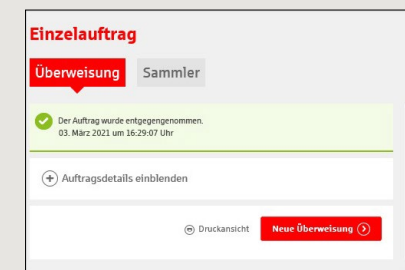 Einzelauftrag
Überweisung Sammler
Der Auftrag wurde entgegengenommen.
03. März 2021 um 16:29:07 Uhr
Auftragsdetails einblenden
Druckansicht Neue Überweisung